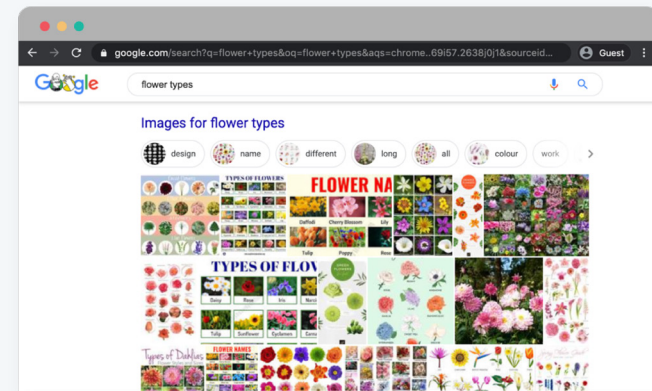 google.com/search?q=flower+types&oq=flower+types&aqs=chrome..69i57.2638j0j1&sourceid...
Guest
Google
flower types
Images for flower types
design
name
different
long
all
colour
work
TYPES OF FLOWERS
FLOWER NA
Daffodil
Cherry Blossom
Lily
Tulip
Poppy
Rose
TYPES OF FLOW
Daisy
Rose
Iris
Narci
Tulip
Sunflower
Cyclamen
Carna
Types of Dahlias
FLOWER NAMES